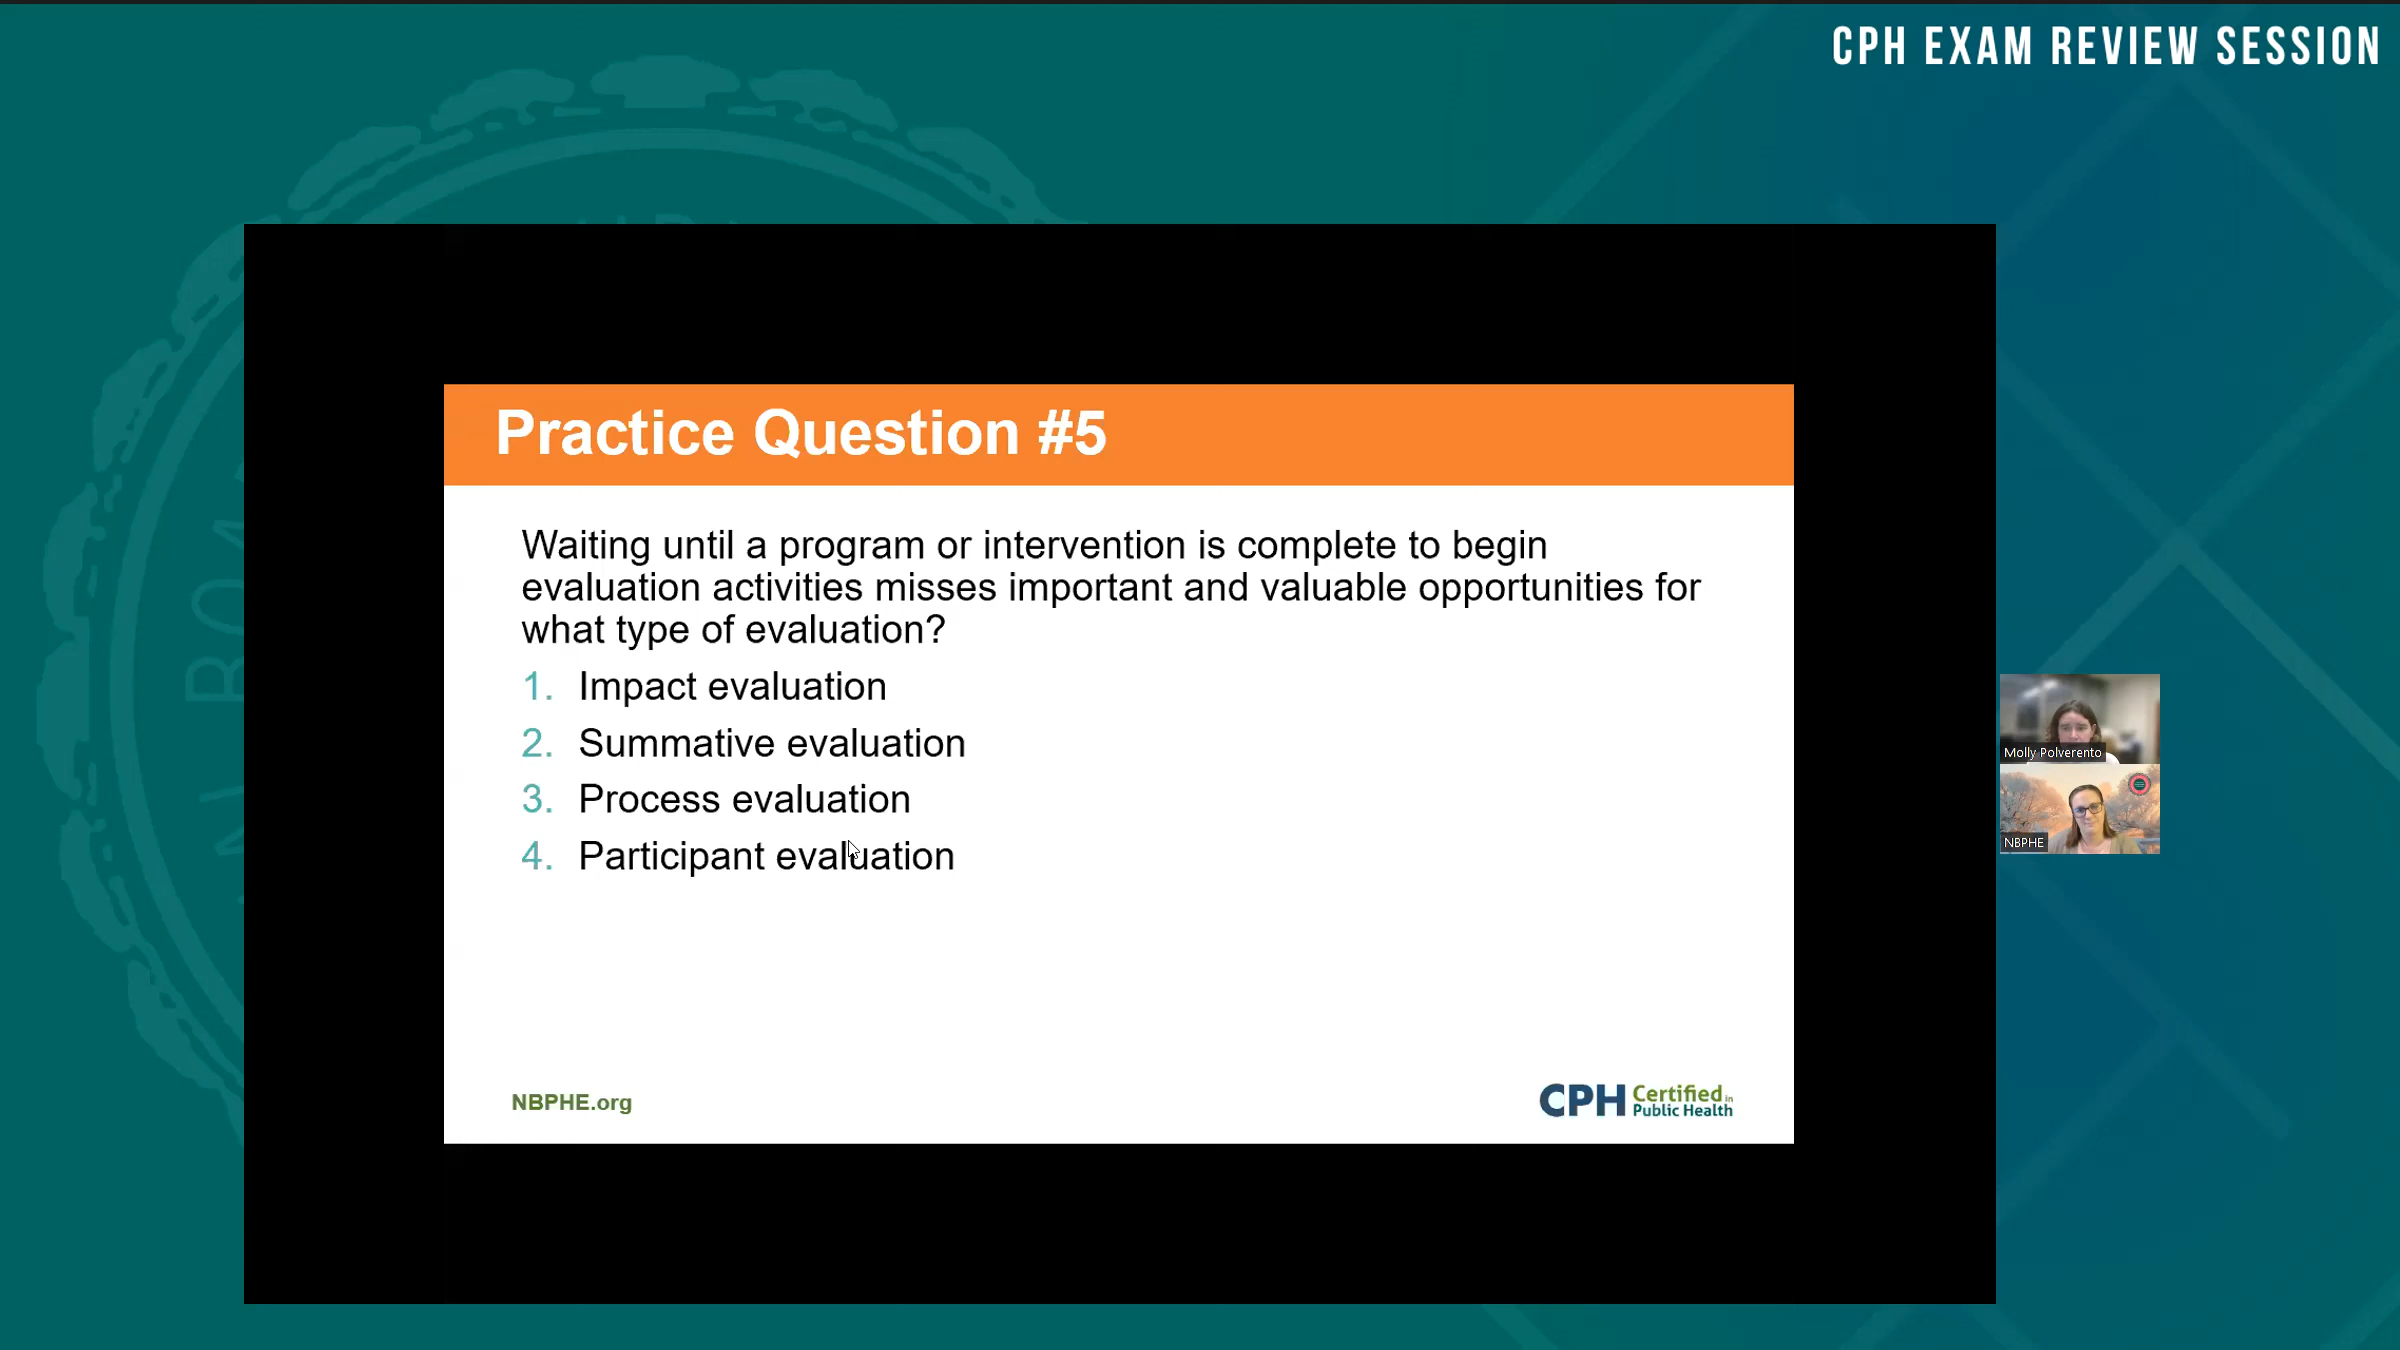 CPH EXAM REVIEW SESSION
Practice Question #5
Waiting until a program or intervention is complete to begin
evaluation activities misses important and valuable opportunities for
what type of evaluation?
1. Impact evaluation
2. Summative evaluation
3. Process evaluation
4. Participant evaluation
Molly Polverento
NBPHE
NBPHE.org
CPH Certified in
Public Health